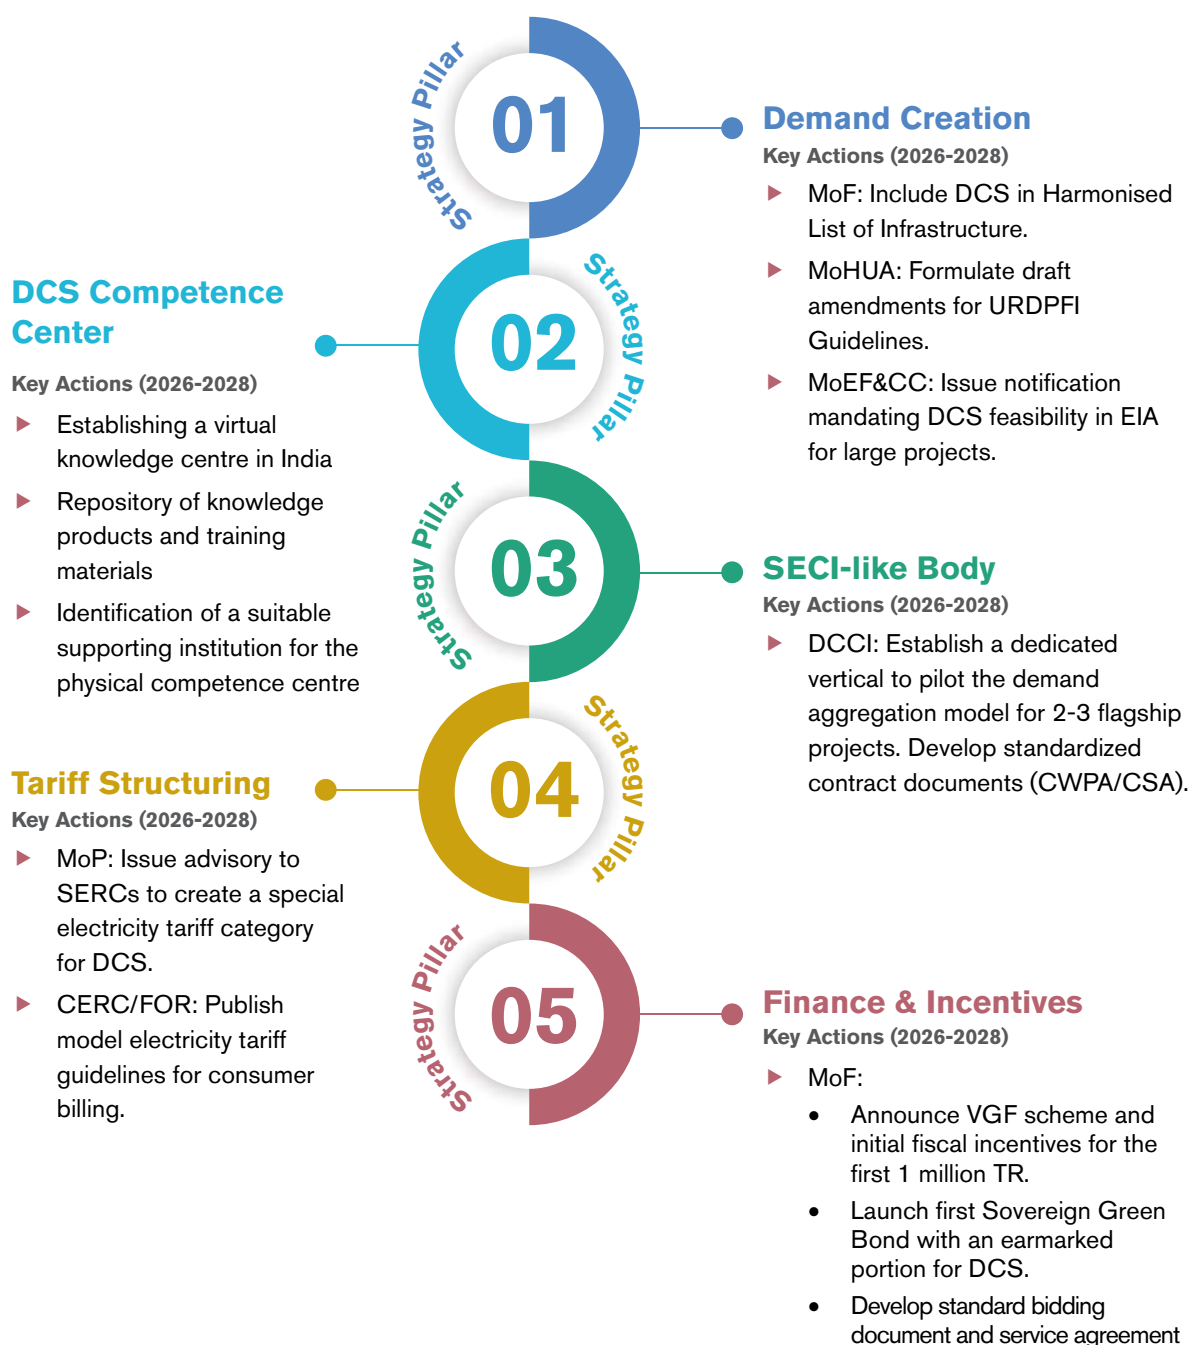 Strategy Pillar
01
Demand Creation
Key Actions (2026-2028)
MoF: Include DCS in Harmonised
List of Infrastructure.
MoHUA: Formulate draft
amendments for URDPFI
Guidelines.
MoEF&CC: Issue notification
mandating DCS feasibility in EIA
for large projects.
Strategy Pillar
02
DCS Competence
Center
Key Actions (2026-2028)
Establishing a virtual
knowledge centre in India
Repository of knowledge
products and training
materials
Identification of a suitable
supporting institution for the
physical competence centre
Strategy Pillar
03
SECI-like Body
Key Actions (2026-2028)
DCCI: Establish a dedicated
vertical to pilot the demand
aggregation model for 2-3 flagship
projects. Develop standardized
contract documents (CWPA/CSA).
Strategy Pillar
04
Tariff Structuring
Key Actions (2026-2028)
MoP: Issue advisory to
SERCs to create a special
electricity tariff category
for DCS.
CERC/FOR: Publish
model electricity tariff
guidelines for consumer
billing.
Strategy Pillar
05
Finance & Incentives
Key Actions (2026-2028)
MoF:
Announce VGF scheme and
initial fiscal incentives for the
first 1 million TR.
Launch first Sovereign Green
Bond with an earmarked
portion for DCS.
Develop standard bidding
document and service agreement